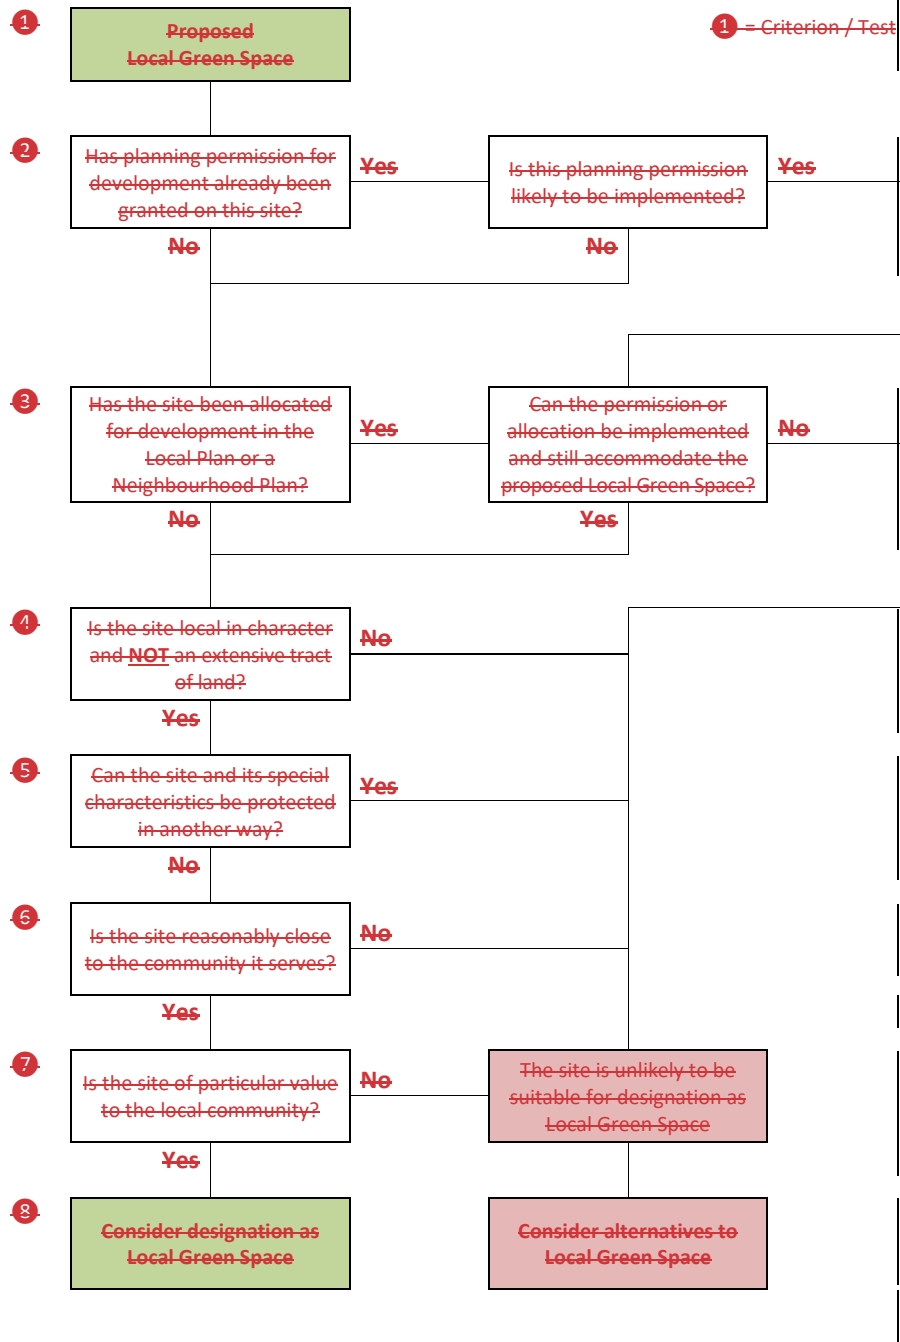 1
Proposed
Local Green Space
1 = Criterion / Test
2
Has planning permission for
development already been
granted on this site?
Yes
Is this planning permission
likely to be implemented?
Yes
No
No
3
Has the site been allocated
for development in the
Local Plan or a
Neighbourhood Plan?
Yes
Can the permission or
allocation be implemented
and still accommodate the
proposed Local Green Space?
No
No
Yes
4
Is the site local in character
and NOT an extensive tract
of land?
No
Yes
5
Can the site and its special
characteristics be protected
in another way?
Yes
No
6
Is the site reasonably close
to the community it serves?
No
Yes
7
Is the site of particular value
to the local community?
No
The site is unlikely to be
suitable for designation as
Local Green Space
Yes
8
Consider designation as
Local Green Space
Consider alternatives to
Local Green Space